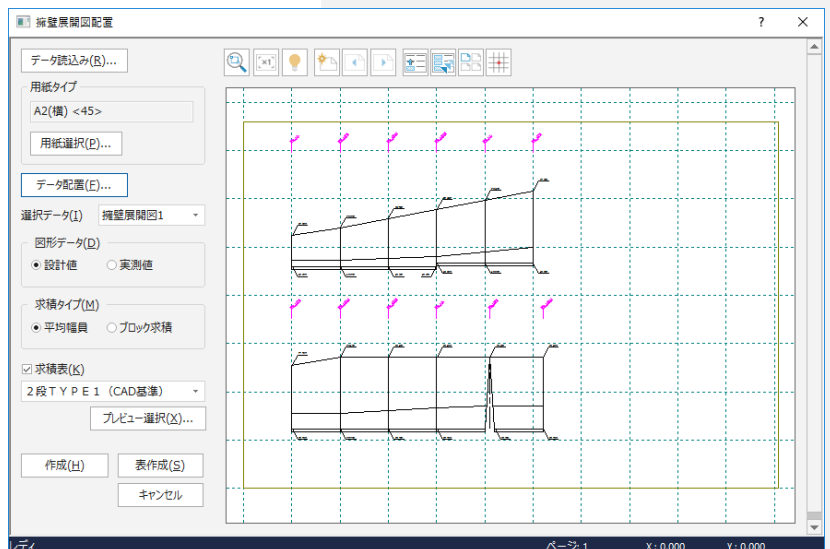 擁壁展開図配置
データ読込み(R)...
用紙タイプ
A2(横) <45>
用紙選択(P)...
データ配置(F)...
選択データ(I) 擁壁展開図1
図形データ(D)
設計値 実測値
求積タイプ(M)
平均幅員 ブロック求積
求積表(K)
2段TYPE1（CAD基準）
プレビュー選択(X)...
作成(H) 表作成(S)
キャンセル
×1
レディ ページ: 1 X : 0.000 Y : 0.000